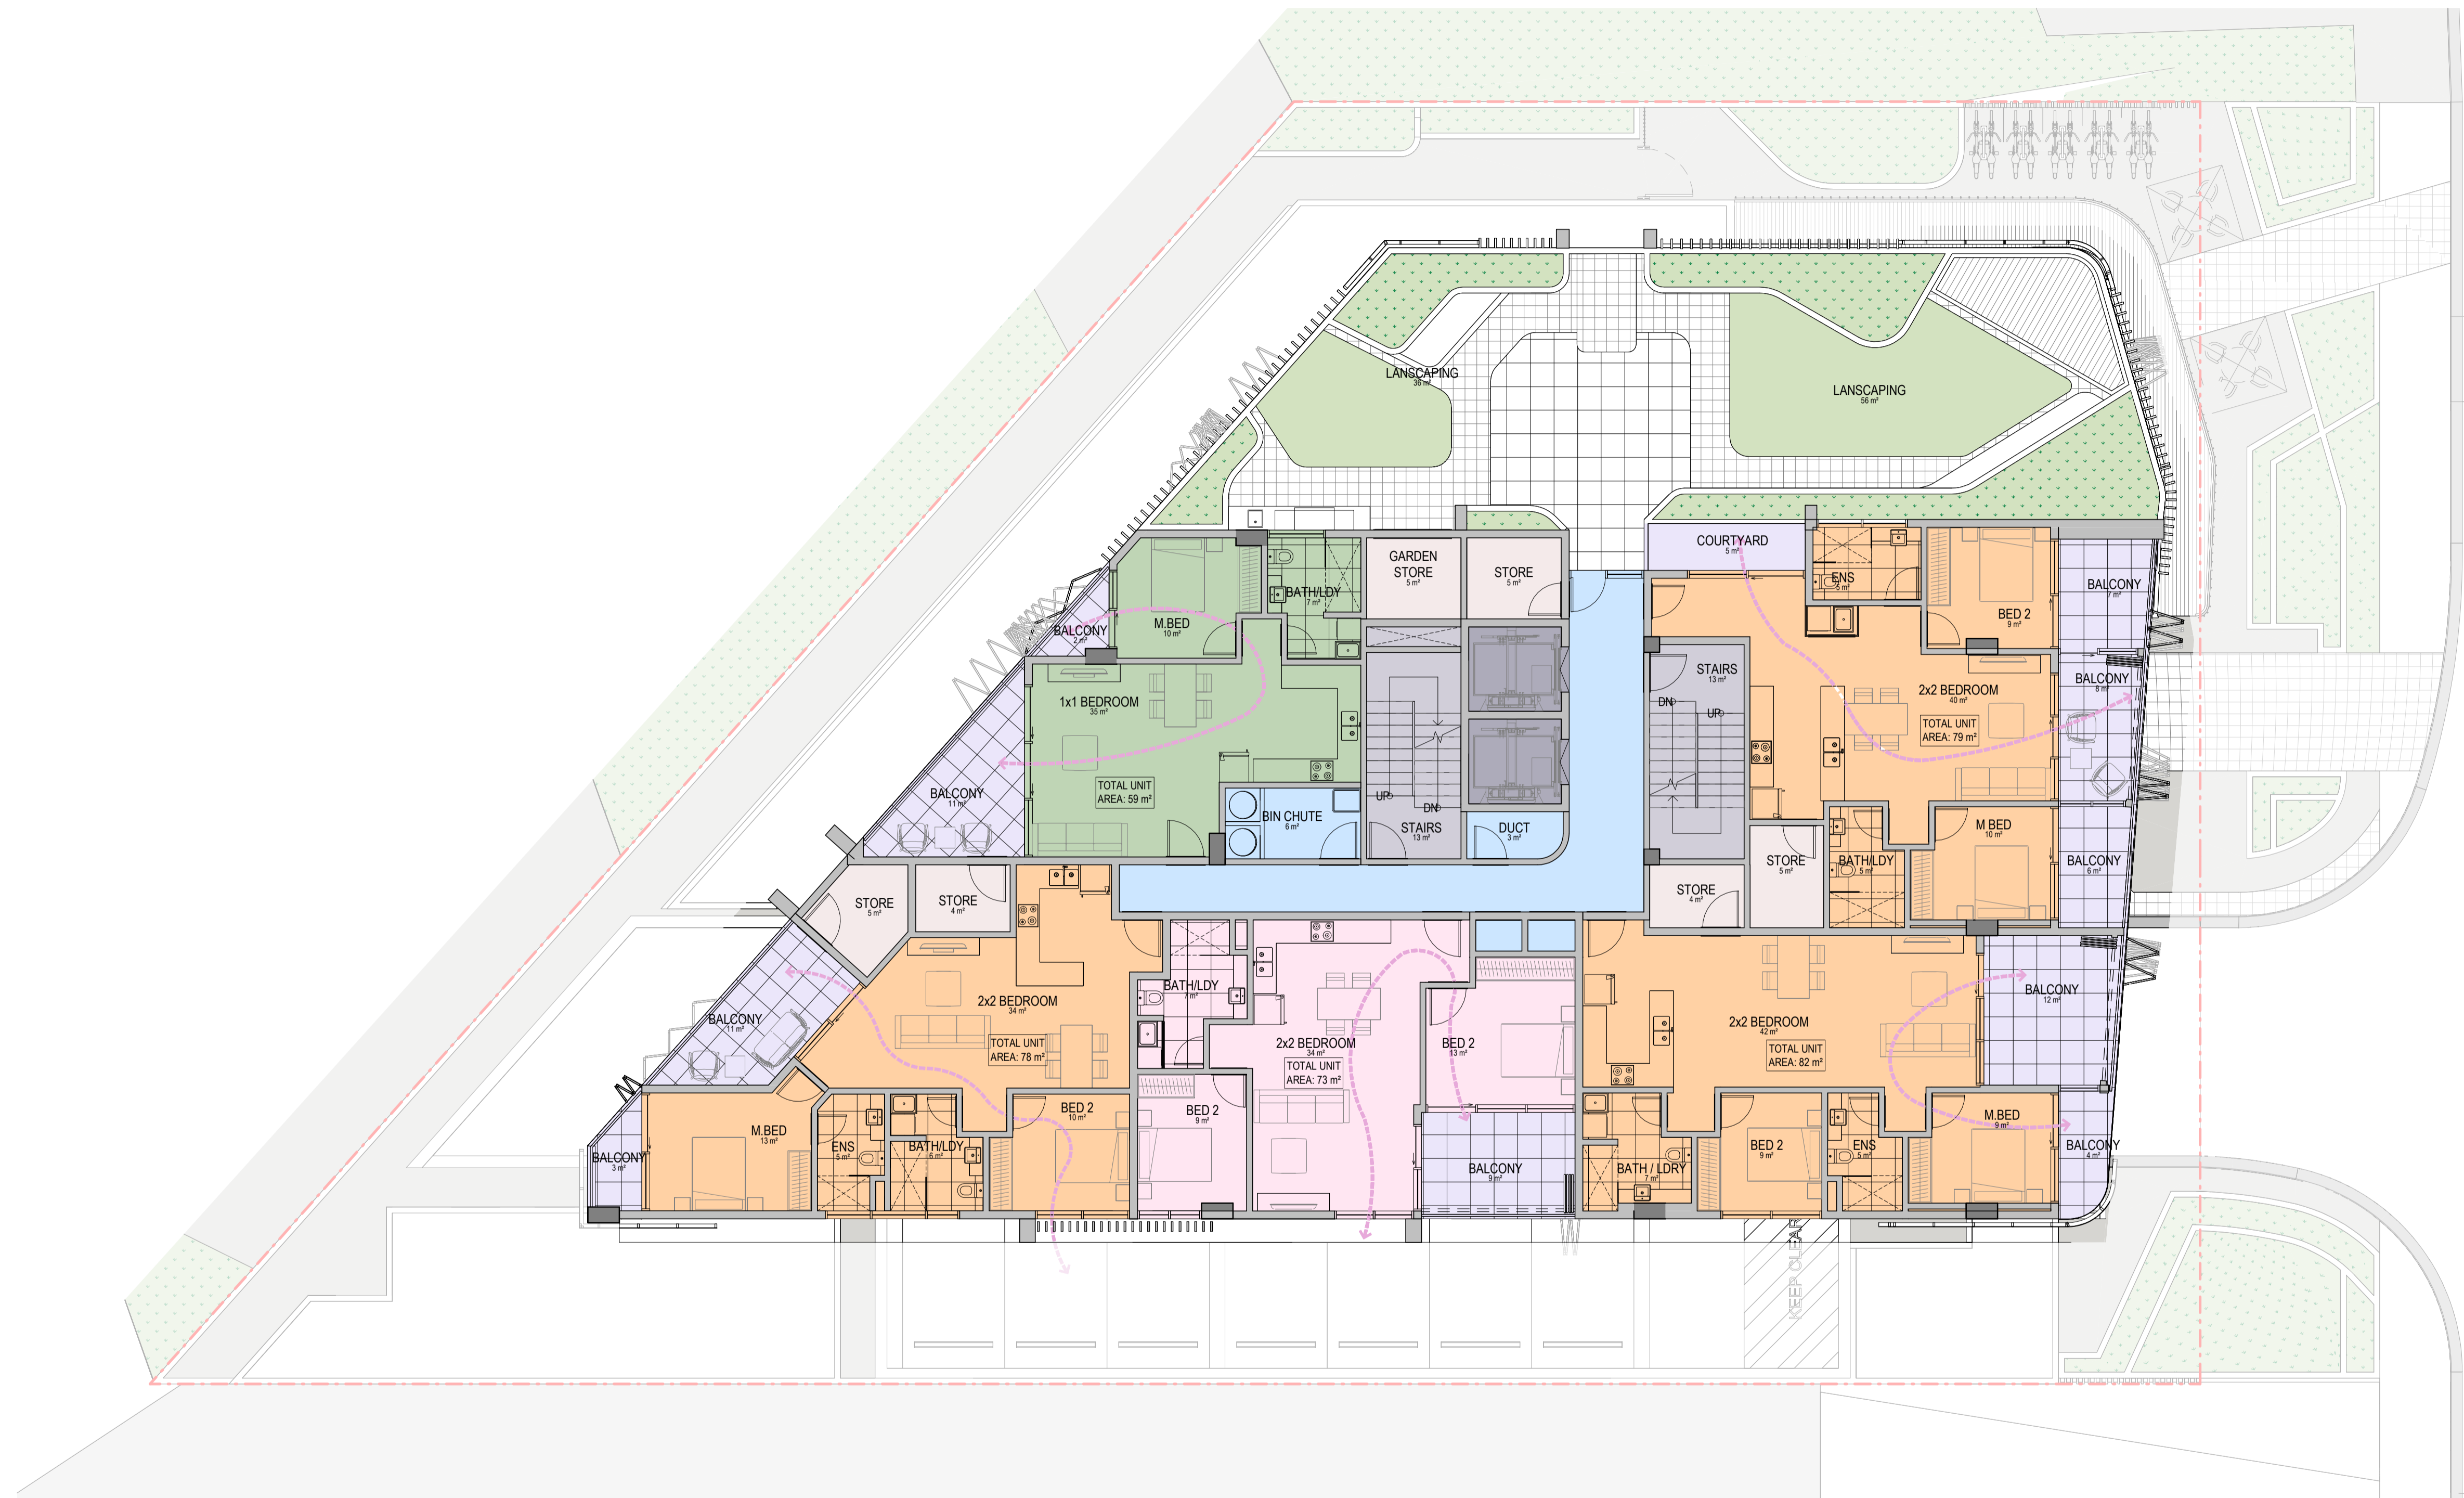 LANSCAPING
36 m²
LANSCAPING
56 m²
COURTYARD
5 m²
GARDEN
STORE
5 m²
STORE
5 m²
BATH/LDY
7 m²
ENS
5 m²
BALCONY
7 m²
BED 2
9 m²
M.BED
10 m²
BALCONY
2 m²
STAIRS
13 m²
BALCONY
8 m²
2x2 BEDROOM
40 m²
1x1 BEDROOM
35 m²
DN
UP
TOTAL UNIT
AREA: 79 m²
TOTAL UNIT
AREA: 59 m²
BALCONY
11 m²
UP
DN
BIN CHUTE
6 m²
STAIRS
13 m²
DUCT
3 m²
M BED
10 m²
STORE
5 m²
BATH/LDY
5 m²
BALCONY
6 m²
STORE
4 m²
STORE
5 m²
STORE
4 m²
BATH/LDY
7 m²
BALCONY
12 m²
2x2 BEDROOM
34 m²
BALCONY
11 m²
2x2 BEDROOM
42 m²
TOTAL UNIT
AREA: 78 m²
2x2 BEDROOM
34 m²
BED 2
13 m²
TOTAL UNIT
AREA: 82 m²
TOTAL UNIT
AREA: 73 m²
BED 2
10 m²
BED 2
9 m²
M.BED
9 m²
M.BED
13 m²
ENS
5 m²
BATH/LDY
6 m²
BED 2
9 m²
ENS
5 m²
BALCONY
4 m²
BALCONY
3 m²
BALCONY
9 m²
BATH / LDRY
7 m²
KEEP CLEAR